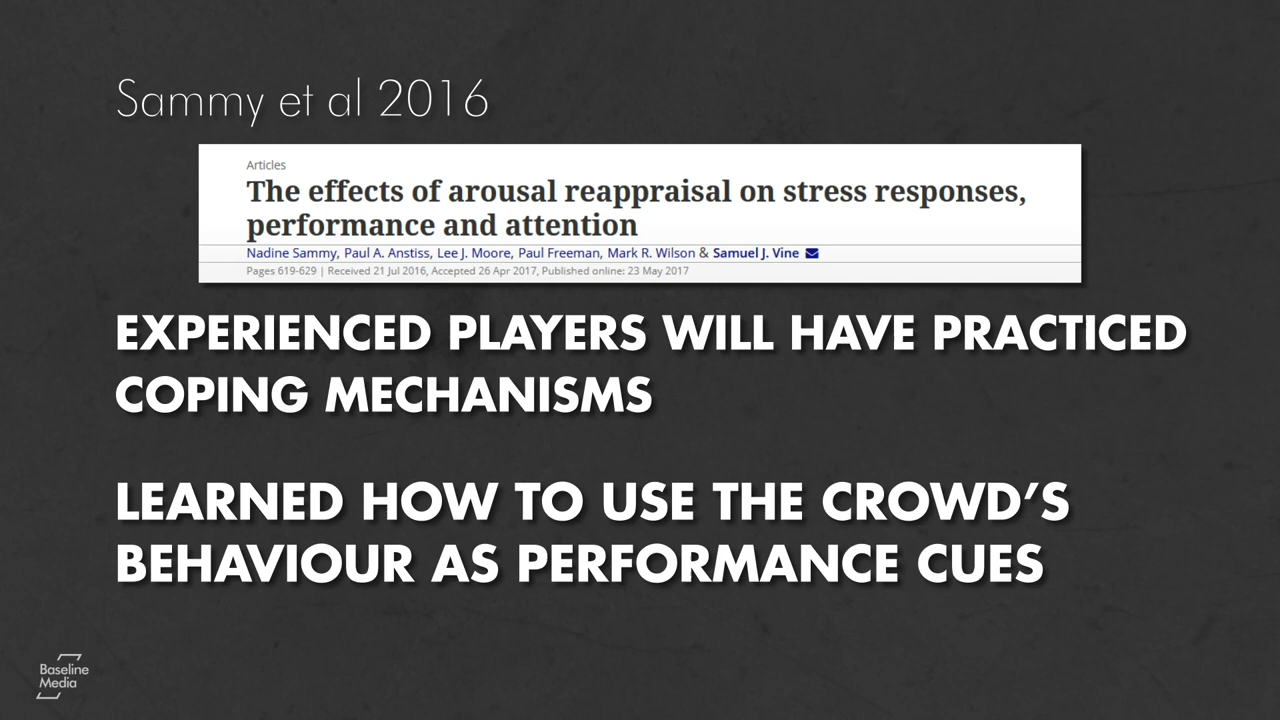 Sammy et al 2016
Articles
The effects of arousal reappraisal on stress responses,
performance and attention
Nadine Sammy, Paul A. Anstiss, Lee J. Moore, Paul Freeman, Mark R. Wilson & Samuel J. Vine
Pages 619-629 | Received 21 Jul 2016, Accepted 26 Apr 2017, Published online: 23 May 2017
EXPERIENCED PLAYERS WILL HAVE PRACTICED
COPING MECHANISMS
LEARNED HOW TO USE THE CROWD’S
BEHAVIOUR AS PERFORMANCE CUES
Baseline
Media